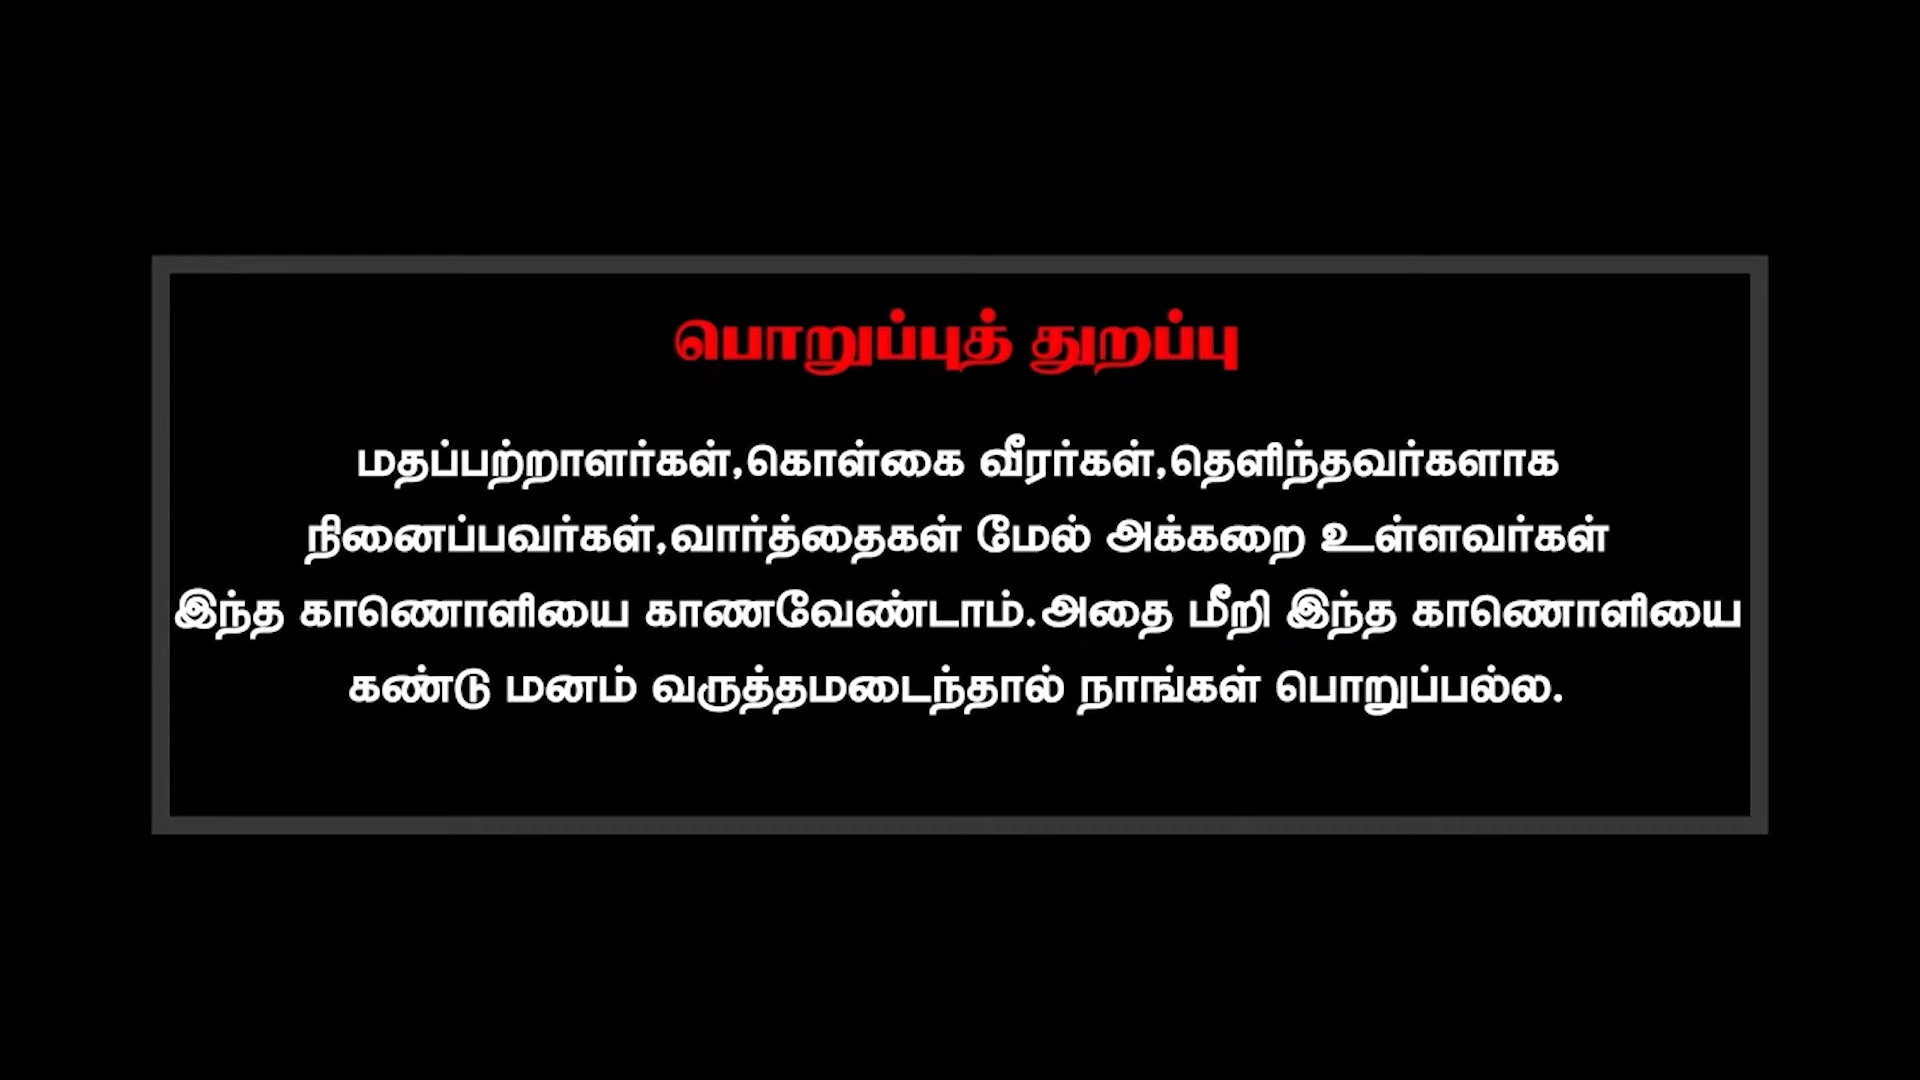 பொறுப்புத் துறப்பு
மதப்பற்றாளர்கள்,கொள்கை வீரர்கள்,தெளிந்தவர்களாக
நினைப்பவர்கள்,வார்த்தைகள் மேல் அக்கறை உள்ளவர்கள்
இந்த காணொளியை காணவேண்டாம்.அதை மீறி இந்த காணொளியை
கண்டு மனம் வருத்தமடைந்தால் நாங்கள் பொறுப்பல்ல.